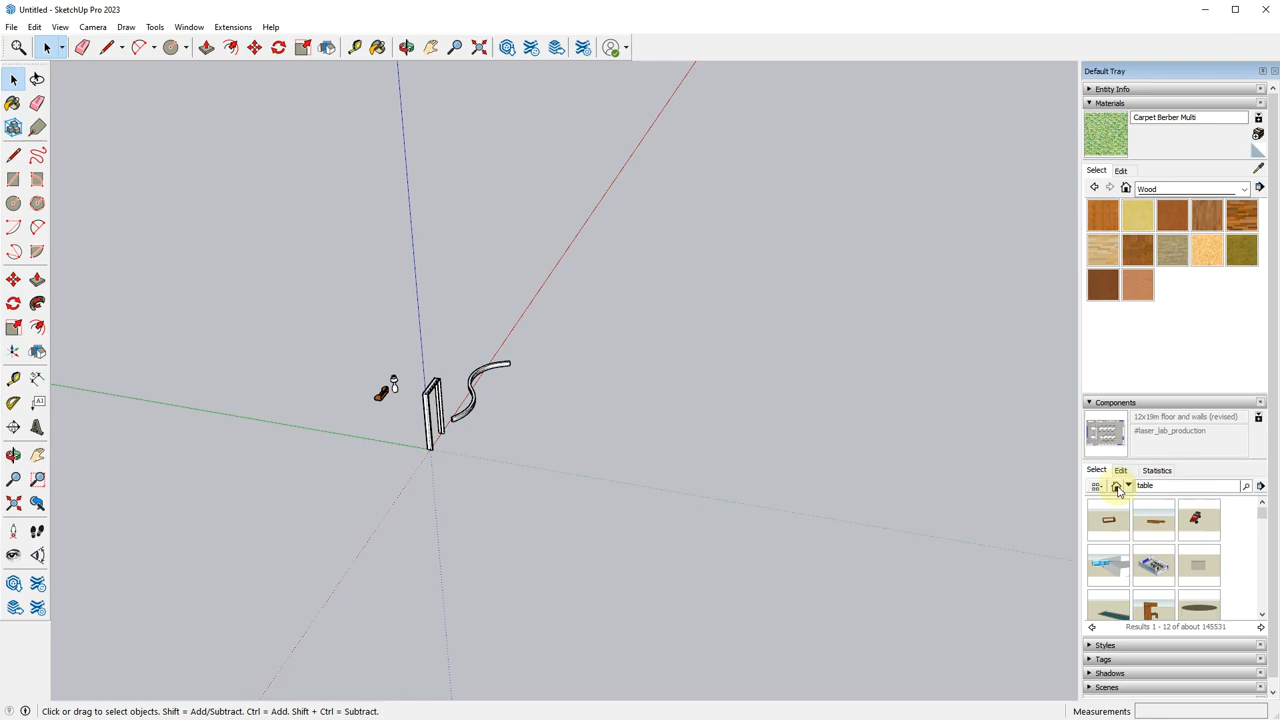 Untitled - SketchUp Pro 2023
File Edit View Camera Draw Tools Window Extensions Help
Default Tray
Entity Info
Materials
Carpet Berber Multi
Select Edit
Wood
Components
12x19m floor and walls (revised)
#laser_lab_production
Select Edit Statistics
table
Results 1 - 12 of about 145531
Styles
Tags
Shadows
Scenes
Click or drag to select objects. Shift = Add/Subtract. Ctrl = Add. Shift + Ctrl = Subtract.
Measurements